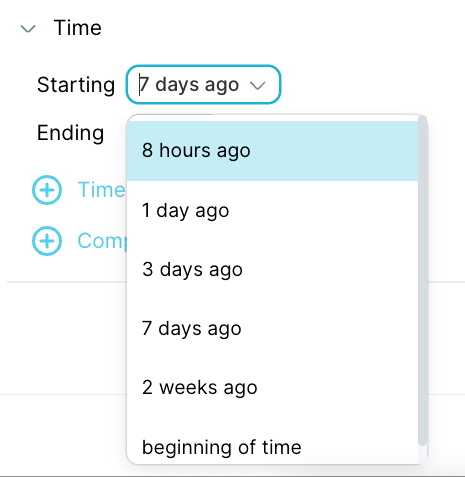 Time
Starting 7 days ago
Ending
8 hours ago
Time
1 day ago
Comp
3 days ago
7 days ago
2 weeks ago
beginning of time